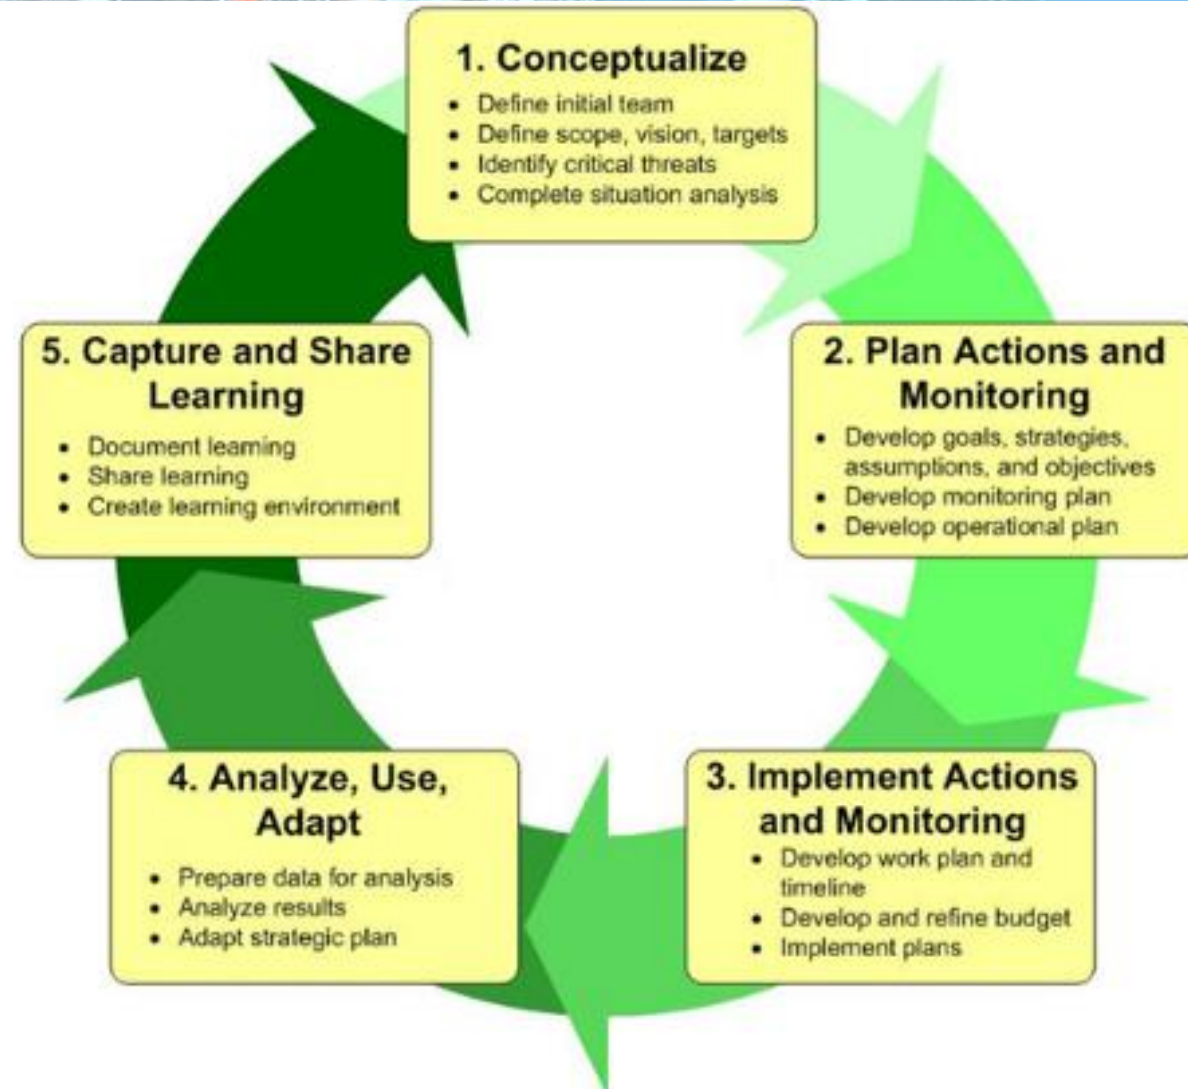 1. Conceptualize
• Define initial team
• Define scope, vision, targets
• Identify critical threats
• Complete situation analysis
2. Plan Actions and
Monitoring
• Develop goals, strategies,
assumptions, and objectives
• Develop monitoring plan
• Develop operational plan
3. Implement Actions
and Monitoring
• Develop work plan and
timeline
• Develop and refine budget
• Implement plans
4. Analyze, Use,
Adapt
• Prepare data for analysis
• Analyze results
• Adapt strategic plan
5. Capture and Share
Learning
• Document learning
• Share learning
• Create learning environment